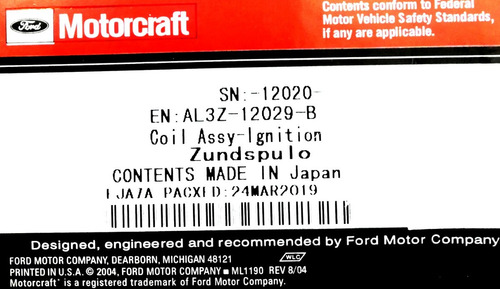 Ford Motorcraft
Contents conform to Federal
Motor Vehicle Safety Standards,
if any are applicable.
SN:-12020-
EN:AL3Z-12029-B
Coil Assy-Ignition
Zundspulo
CONTENTS MADE IN Japan
PACXED:24MAR2019
Designed, engineered and recommended by Ford Motor Company
FORD MOTOR COMPANY, DEARBORN, MICHIGAN 48121 WLC
PRINTED IN U.S.A. © 2004, FORD MOTOR COMPANY ■ ML1190 REV 8/04
Motorcraft® is a registered trademark of Ford Motor Company.